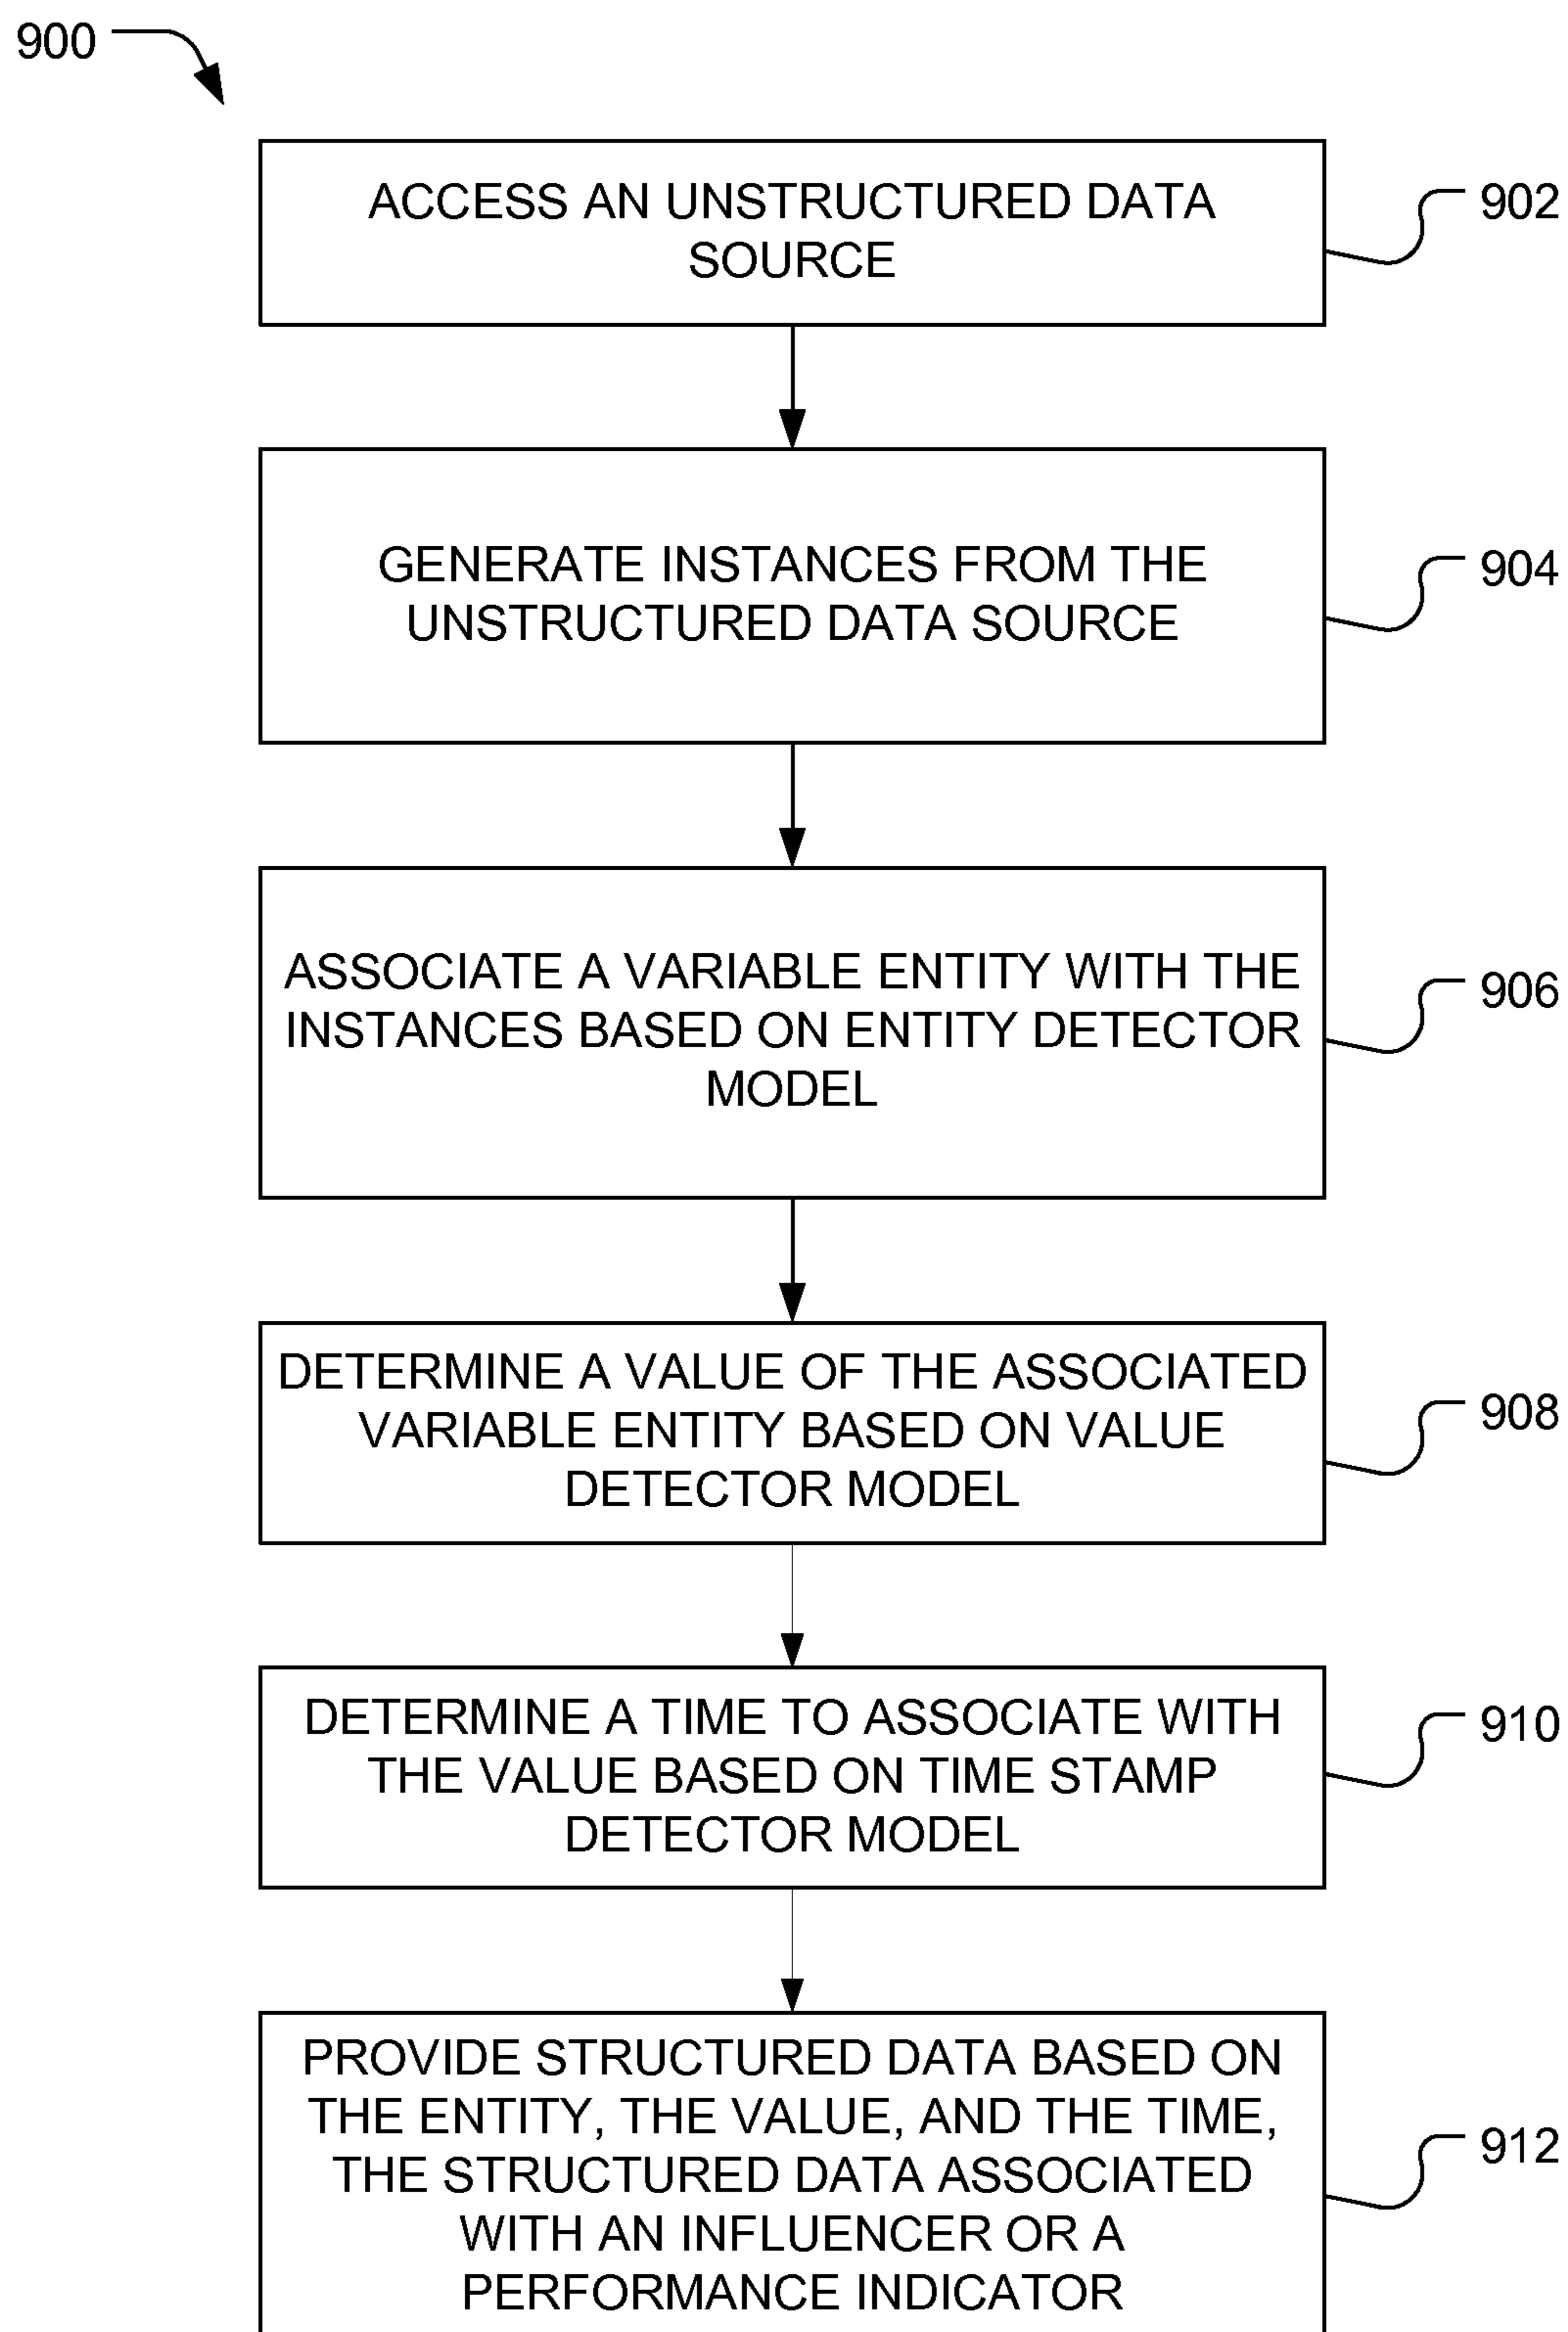 900
ACCESS AN UNSTRUCTURED DATA
SOURCE
902
GENERATE INSTANCES FROM THE
UNSTRUCTURED DATA SOURCE
904
ASSOCIATE A VARIABLE ENTITY WITH THE
INSTANCES BASED ON ENTITY DETECTOR
MODEL
906
DETERMINE A VALUE OF THE ASSOCIATED
VARIABLE ENTITY BASED ON VALUE
DETECTOR MODEL
908
DETERMINE A TIME TO ASSOCIATE WITH
THE VALUE BASED ON TIME STAMP
DETECTOR MODEL
910
PROVIDE STRUCTURED DATA BASED ON
THE ENTITY, THE VALUE, AND THE TIME,
THE STRUCTURED DATA ASSOCIATED
WITH AN INFLUENCER OR A
PERFORMANCE INDICATOR
912